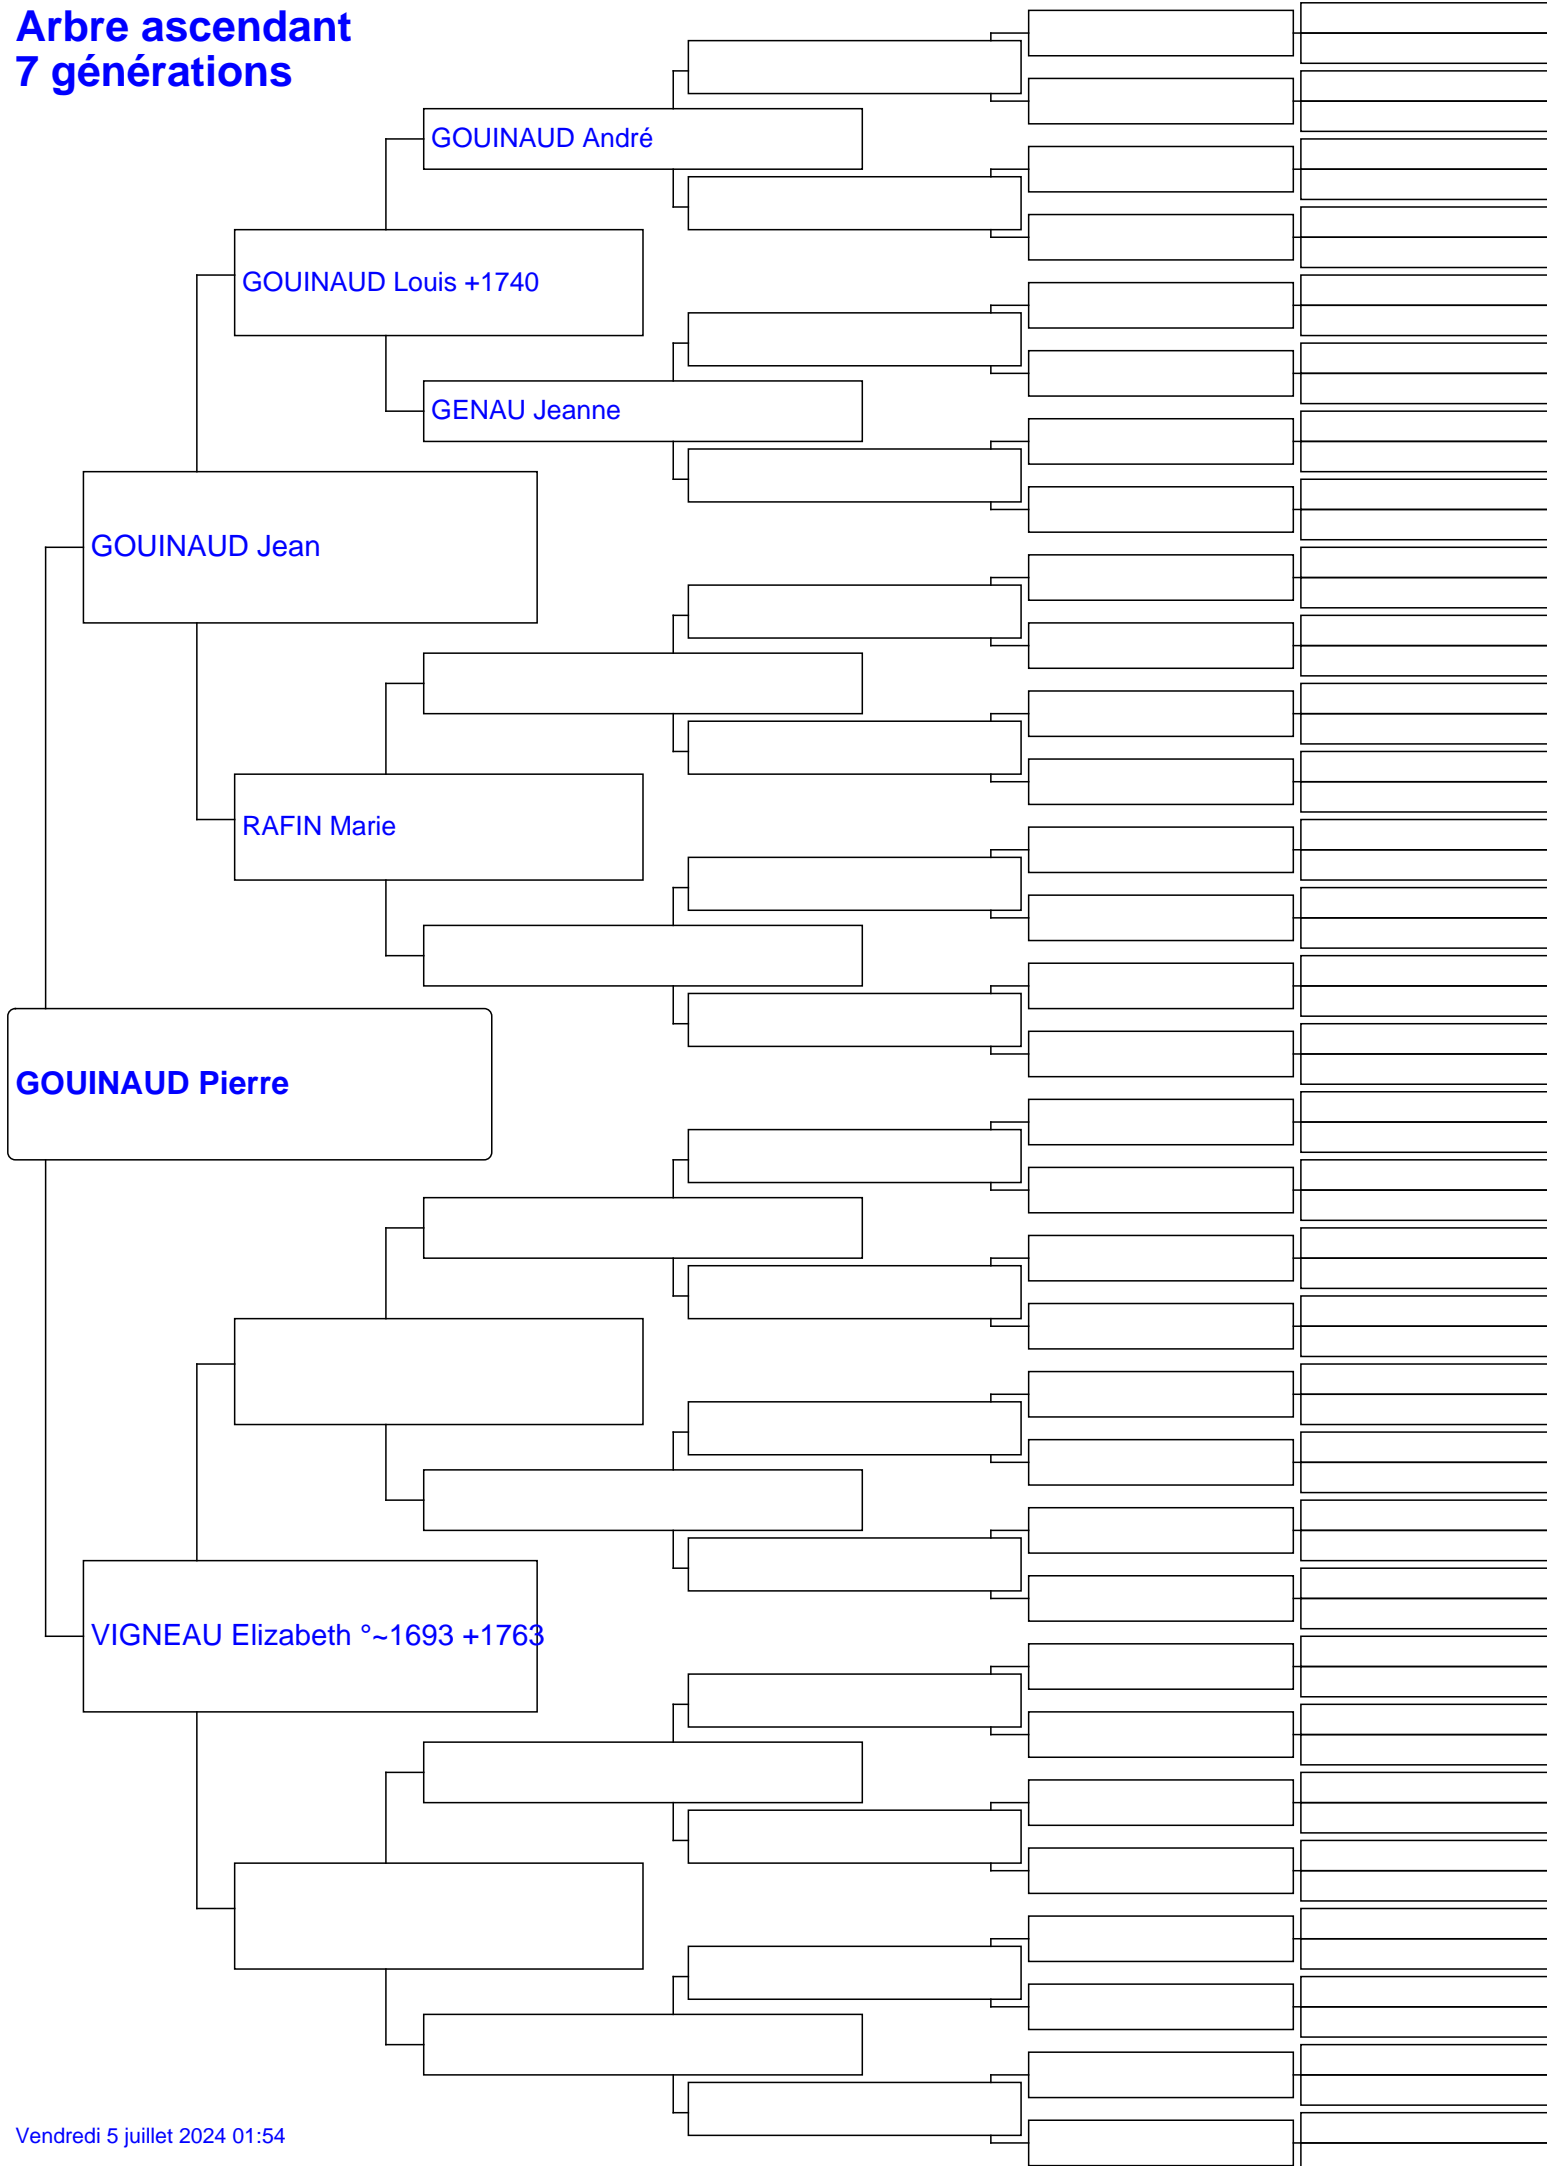 Arbre ascendant
7 générations
GOUINAUD André
GOUINAUD Louis +1740
GENAU Jeanne
GOUINAUD Jean
RAFIN Marie
GOUINAUD Pierre
VIGNEAU Elizabeth °~1693 +1763
Vendredi 5 juillet 2024 01:54